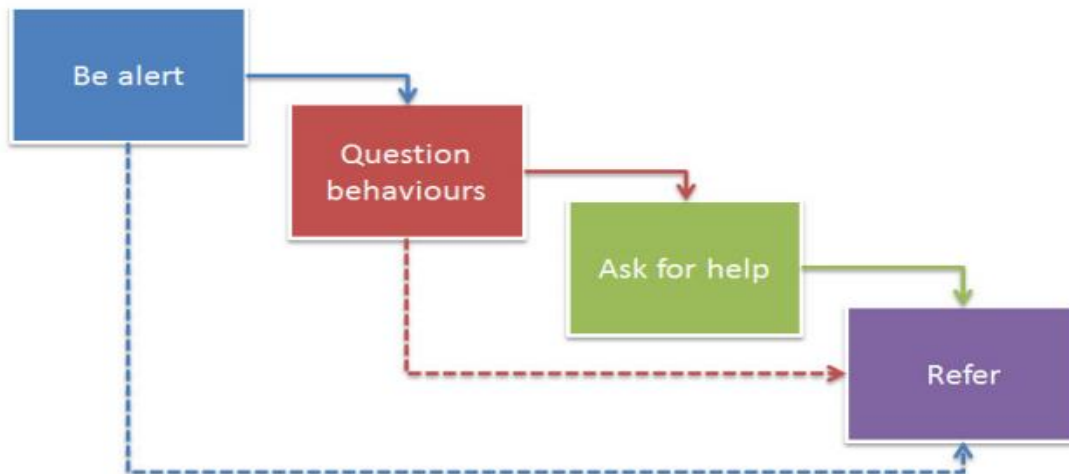 Be alert
Question
behaviours
Ask for help
Refer